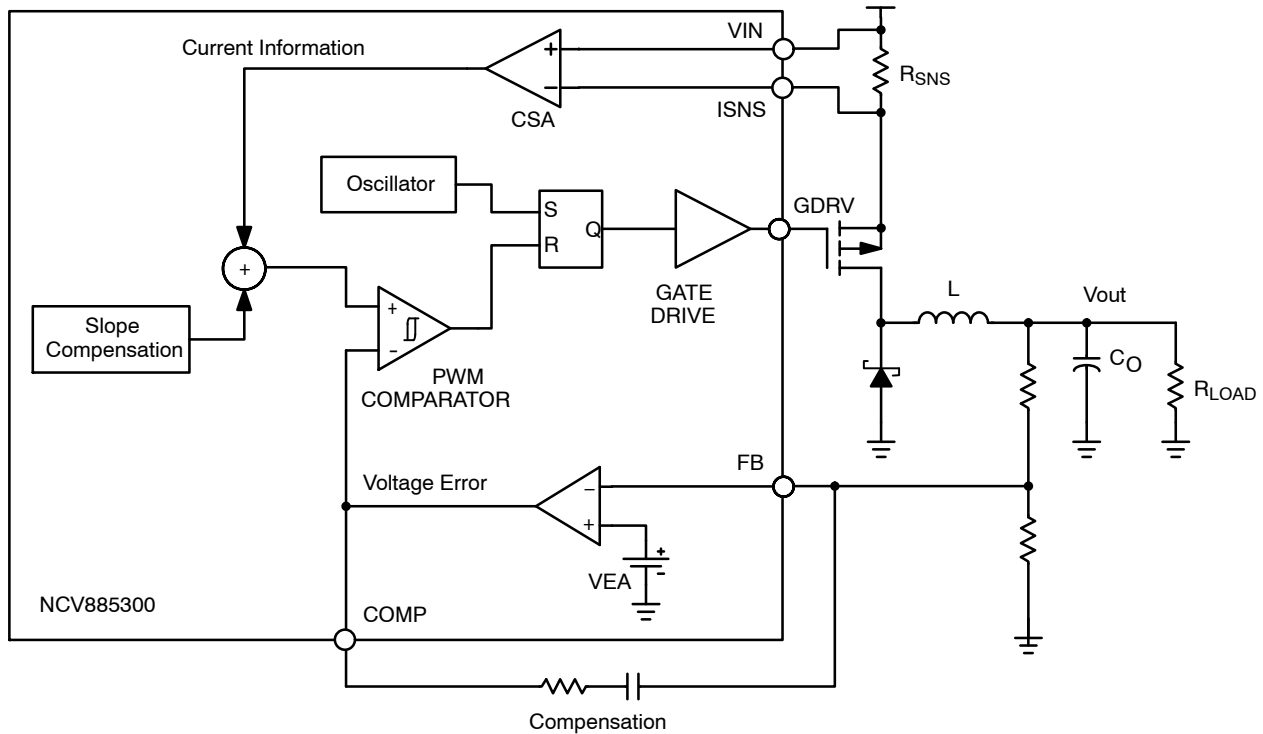 VIN
Current Information
+
−
RSNS
ISNS
CSA
Oscillator
S
R
Q
GDRV
+
GATE
DRIVE
L
Vout
Slope
Compensation
+
−
PWM
COMPARATOR
CO
RLOAD
FB
Voltage Error
−
+
+
−
VEA
NCV885300
COMP
Compensation